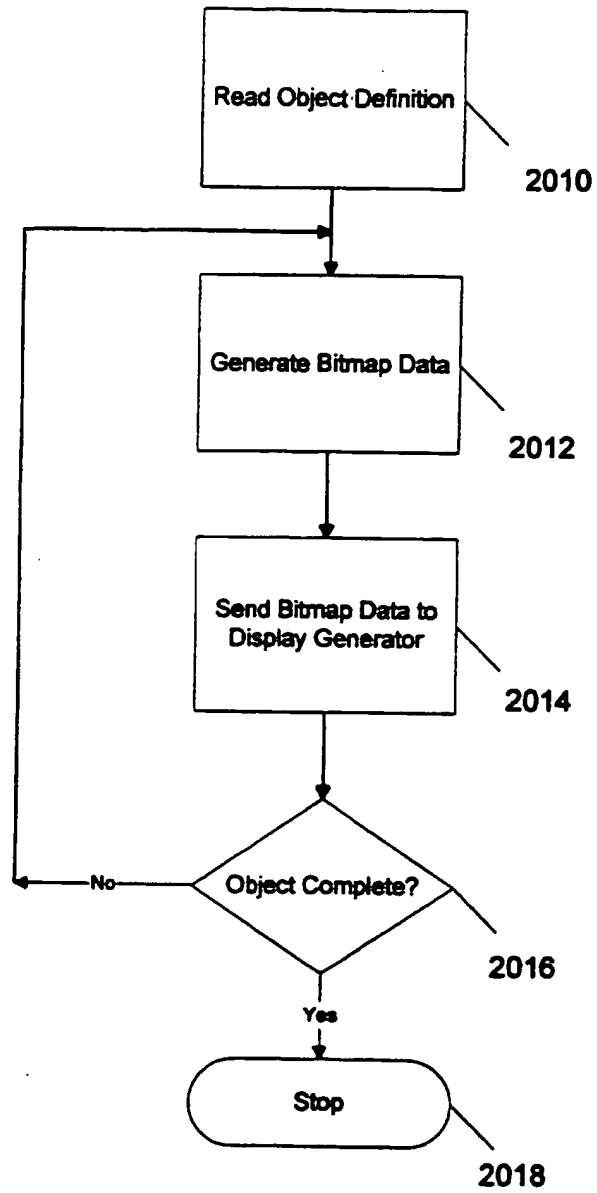 Read Object Definition
2010
Generate Bitmap Data
2012
Send Bitmap Data to
Display Generator
2014
Object Complete?
No
2016
Yes
Stop
2018